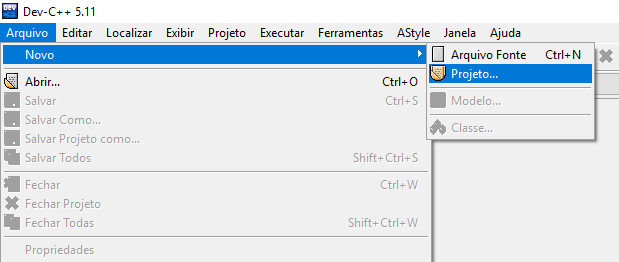 DEV
Dev-C++ 5.11
Arquivo Editar Localizar Exibir Projeto Executar Ferramentas AStyle Janela Ajuda
Novo
Arquivo Fonte Ctrl+N
Projeto...
Modelo...
Classe...
Abrir... Ctrl+O
Salvar Ctrl+S
Salvar Como...
Salvar Projeto como...
Salvar Todos Shift+Ctrl+S
Fechar Ctrl+W
Fechar Projeto
Fechar Todas Shift+Ctrl+W
Propriedades